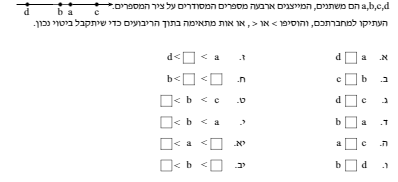 a,b,c,d הם משתנים, המייצגים ארבעה מספרים המסודרים על ציר המספרים.
d b a c
העתיקו למחברתכם, והוסיפו > או <, או אות מתאימה בתוך הריבועים כדי שיתקבל ביטוי נכון.
א. d □ a
ב. c □ b
ג. d □ c
ד. b □ a
ה. a □ c
ו. b □ d
ז. d < □ < a
ח. b < □ < □
ט. □ < b < c
י. □ < b < a
יא. □ < a < □
יב. □ < b < □